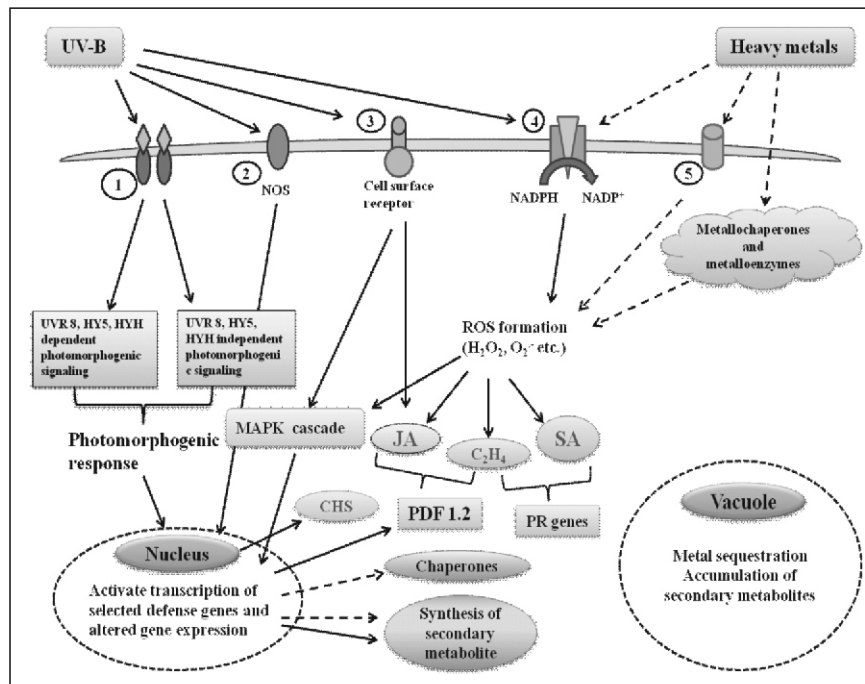 UV-B
Heavy metals
3
4
1
2
5
NOS
Cell surface
receptor
NADPH
NADP⁺
Metallochaperones
and
metalloenzymes
UVR 8, HY5, HYH
dependent
photomorphogenic
signaling
UVR 8, HY5,
HYH independent
photomorphogeni
c signaling
ROS formation
(H₂O₂, O₂·⁻ etc.)
Photomorphogenic
response
MAPK cascade
JA
C₂H₄
SA
CHS
PDF 1.2
PR genes
Nucleus
Activate transcription of
selected defense genes and
altered gene expression
Chaperones
Synthesis of
secondary
metabolite
Vacuole
Metal sequestration
Accumulation of
secondary metabolites